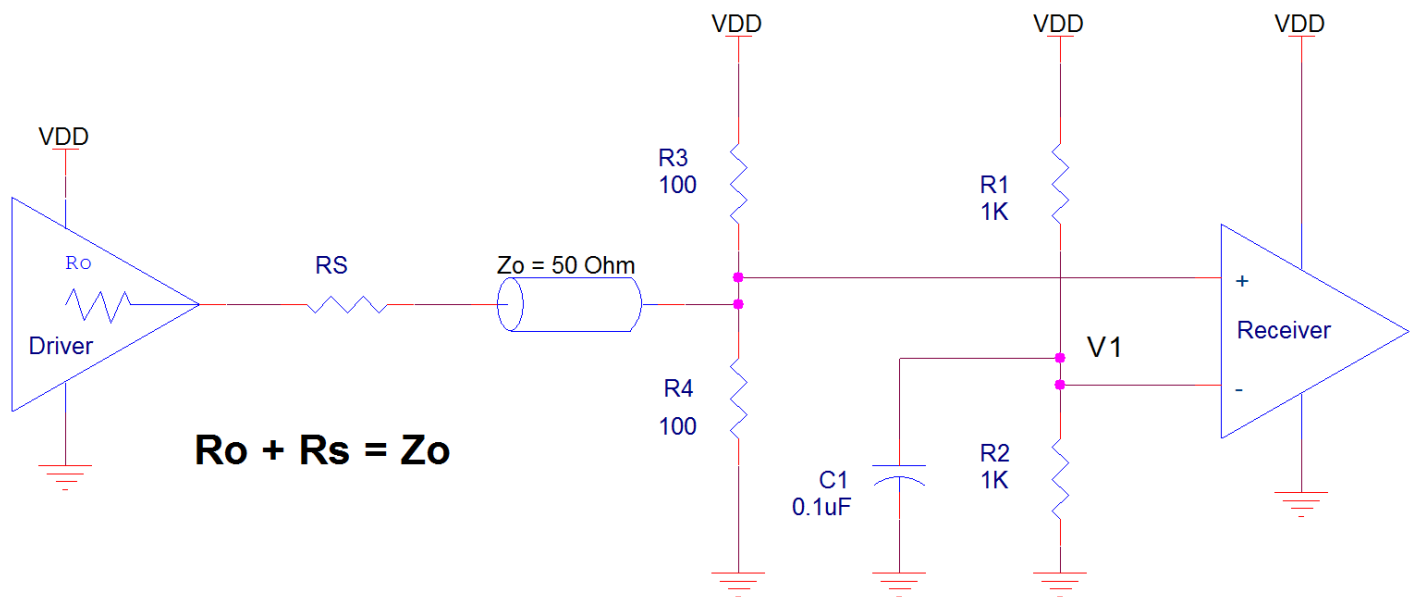 VDD
VDD
VDD
VDD
R3
100
R1
1K
Ro
RS
Zo = 50 Ohm
+
Driver
Receiver
V1
-
R4
100
Ro + Rs = Zo
R2
1K
C1
0.1uF